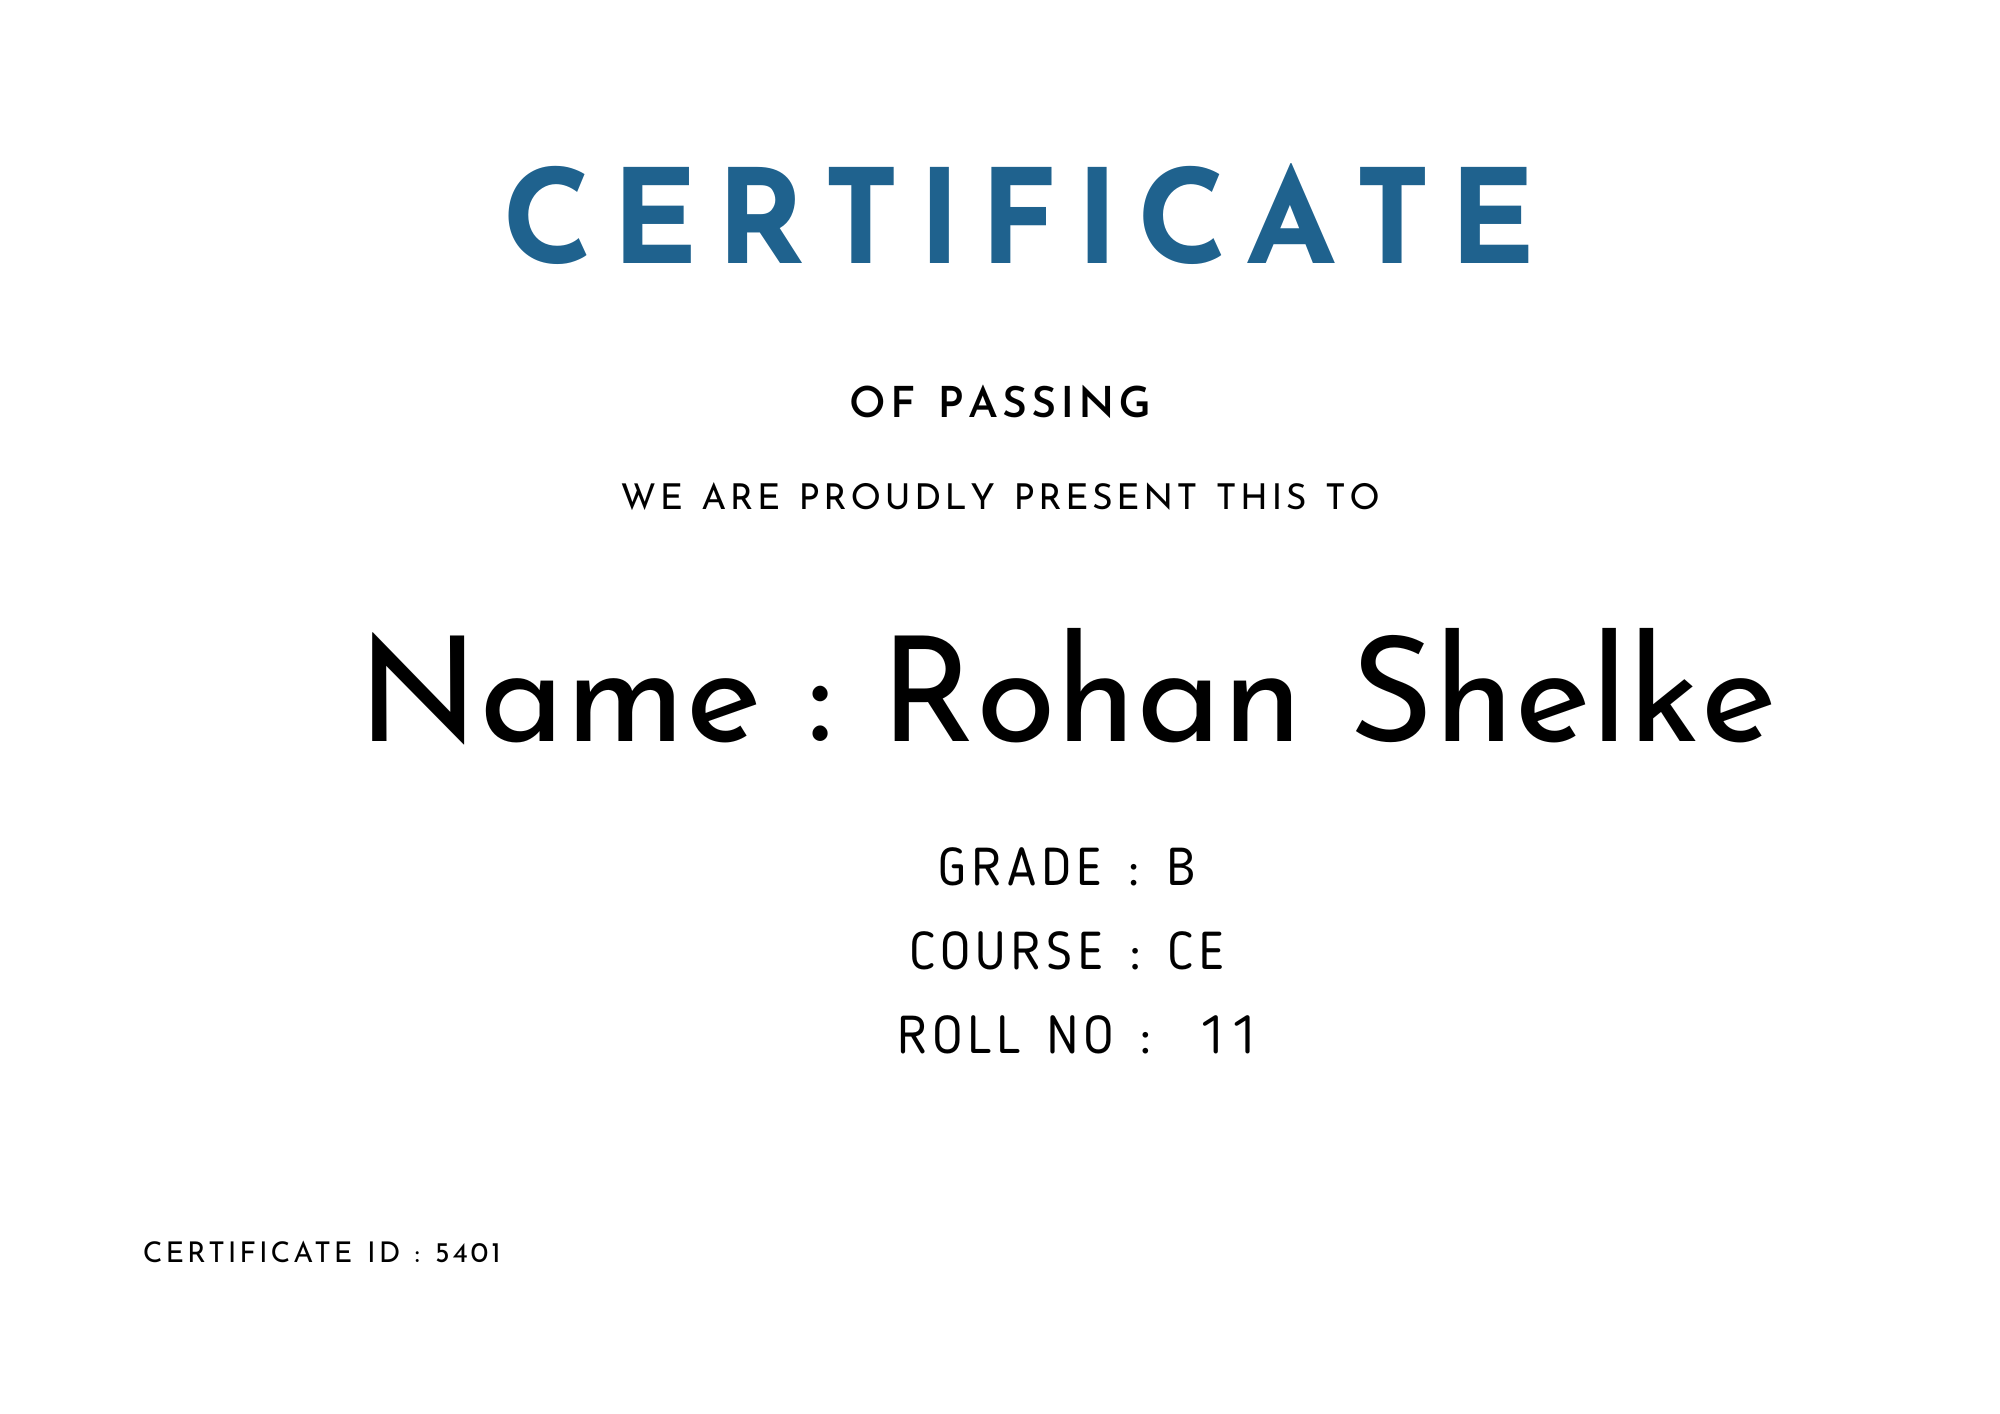 CERTIFICATE
OF PASSING
WE ARE PROUDLY PRESENT THIS TO
Name : Rohan Shelke
GRADE : B
COURSE : CE
ROLL NO : 11
CERTIFICATE ID : 5401